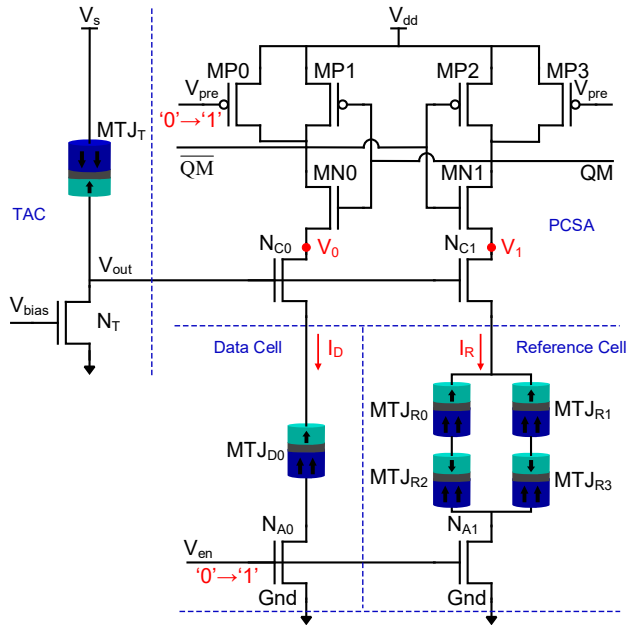 Vs
Vdd
MP0 MP1 MP2 MP3
Vpre Vpre
‘0’→‘1’
MTJT
QM QM
MN0 MN1
TAC PCSA
NC0 V0 NC1 V1
Vout
Vbias
NT
Data Cell ID IR Reference Cell
MTJR0 MTJR1
MTJD0
MTJR2 MTJR3
NA0 NA1
Ven
‘0’→‘1’
Gnd Gnd